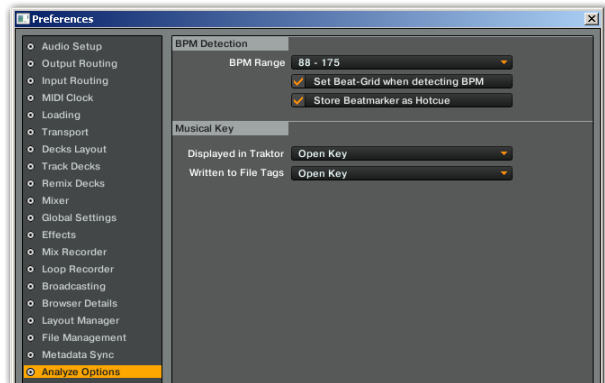 Preferences
Audio Setup
Output Routing
Input Routing
MIDI Clock
Loading
Transport
Decks Layout
Track Decks
Remix Decks
Mixer
Global Settings
Effects
Mix Recorder
Loop Recorder
Broadcasting
Browser Details
Layout Manager
File Management
Metadata Sync
Analyze Options
BPM Detection
BPM Range 88 - 175
Set Beat-Grid when detecting BPM
Store Beatmarker as Hotcue
Musical Key
Displayed in Traktor Open Key
Written to File Tags Open Key